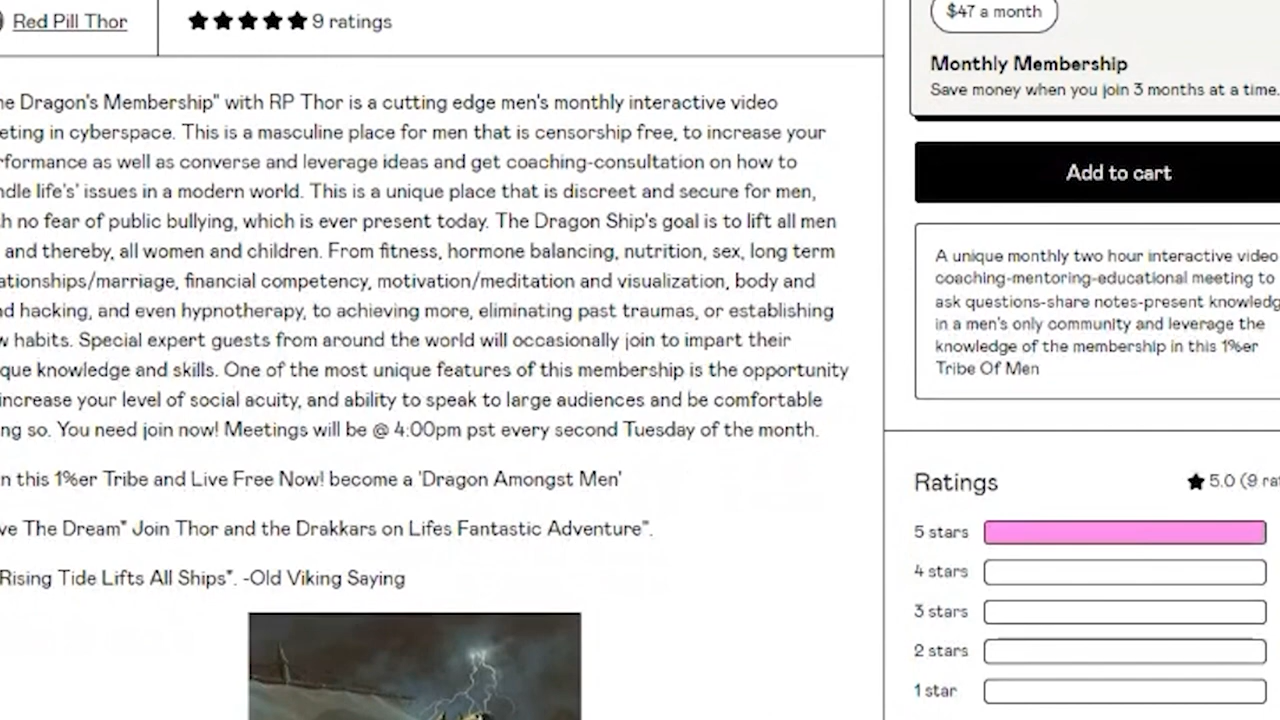 Red Pill Thor
9 ratings
$47 a month
Monthly Membership
Save money when you join 3 months at a time.
Add to cart
Dragon's Membership" with RP Thor is a cutting edge men's monthly interactive video
in cyberspace. This is a masculine place for men that is censorship free, to increase your
as well as converse and leverage ideas and get coaching-consultation on how to
life's' issues in a modern world. This is a unique place that is discreet and secure for men,
no fear of public bullying, which is ever present today. The Dragon Ship's goal is to lift all men
and thereby, all women and children. From fitness, hormone balancing, nutrition, sex, long term
financial competency, motivation/meditation and visualization, body and
hacking, and even hypnotherapy, to achieving more, eliminating past traumas, or establishing
habits. Special expert guests from around the world will occasionally join to impart their
knowledge and skills. One of the most unique features of this membership is the opportunity
increase your level of social acuity, and ability to speak to large audiences and be comfortable
so. You need join now! Meetings will be @ 4:00pm pst every second Tuesday of the month.
this 1%er Tribe and Live Free Now! become a 'Dragon Amongst Men'
The Dream" Join Thor and the Drakkars on Lifes Fantastic Adventure".
Rising Tide Lifts All Ships". -Old Viking Saying
A unique monthly two hour interactive video
coaching-mentoring-educational meeting to
ask questions-share notes-present
in a men's only community and leverage the
knowledge of the membership in this 1%er
Tribe Of Men
Ratings
5.0 (9
5 stars
4 stars
3 stars
2 stars
1 star